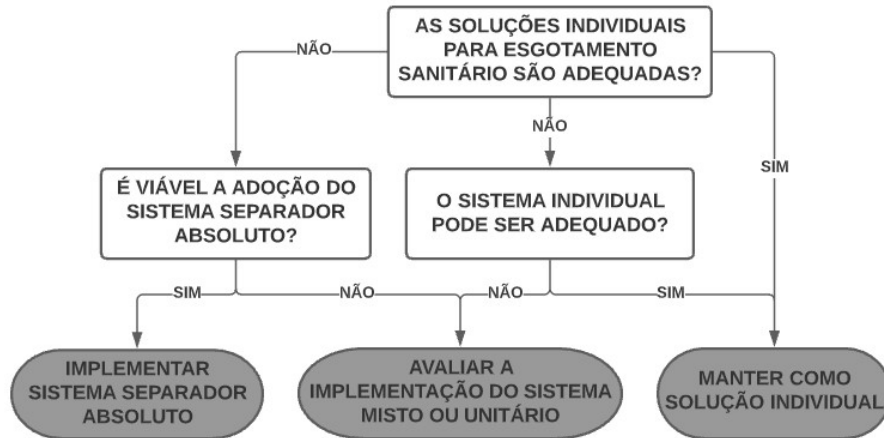 AS SOLUÇÕES INDIVIDUAIS
PARA ESGOTAMENTO
SANITÁRIO SÃO ADEQUADAS?
NÃO
NÃO
SIM
É VIÁVEL A ADOÇÃO DO
SISTEMA SEPARADOR
ABSOLUTO?
O SISTEMA INDIVIDUAL
PODE SER ADEQUADO?
SIM
NÃO
NÃO
SIM
IMPLEMENTAR
SISTEMA SEPARADOR
ABSOLUTO
AVALIAR A
IMPLEMENTAÇÃO DO SISTEMA
MISTO OU UNITÁRIO
MANTER COMO
SOLUÇÃO INDIVIDUAL